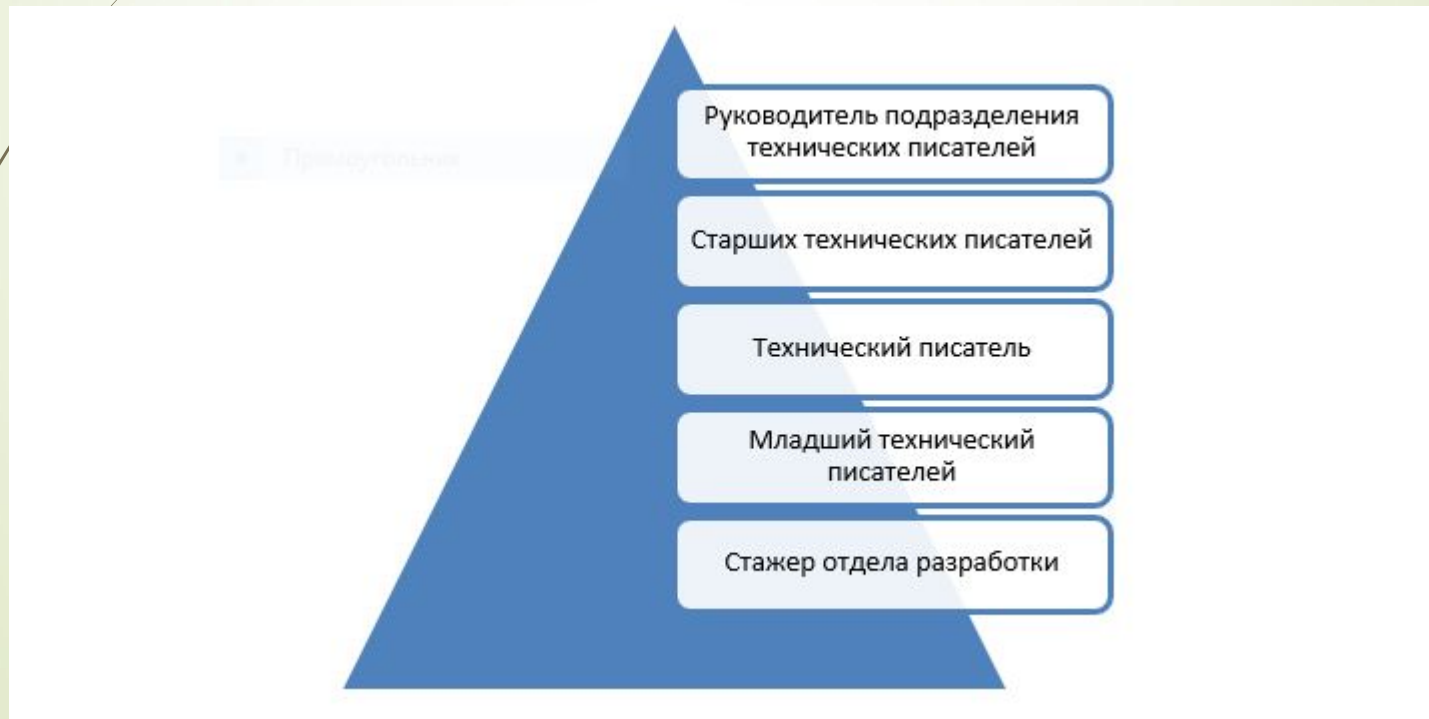 Руководитель подразделения
технических писателей
Старших технических писателей
Технический писатель
Младший технический
писателей
Стажер отдела разработки